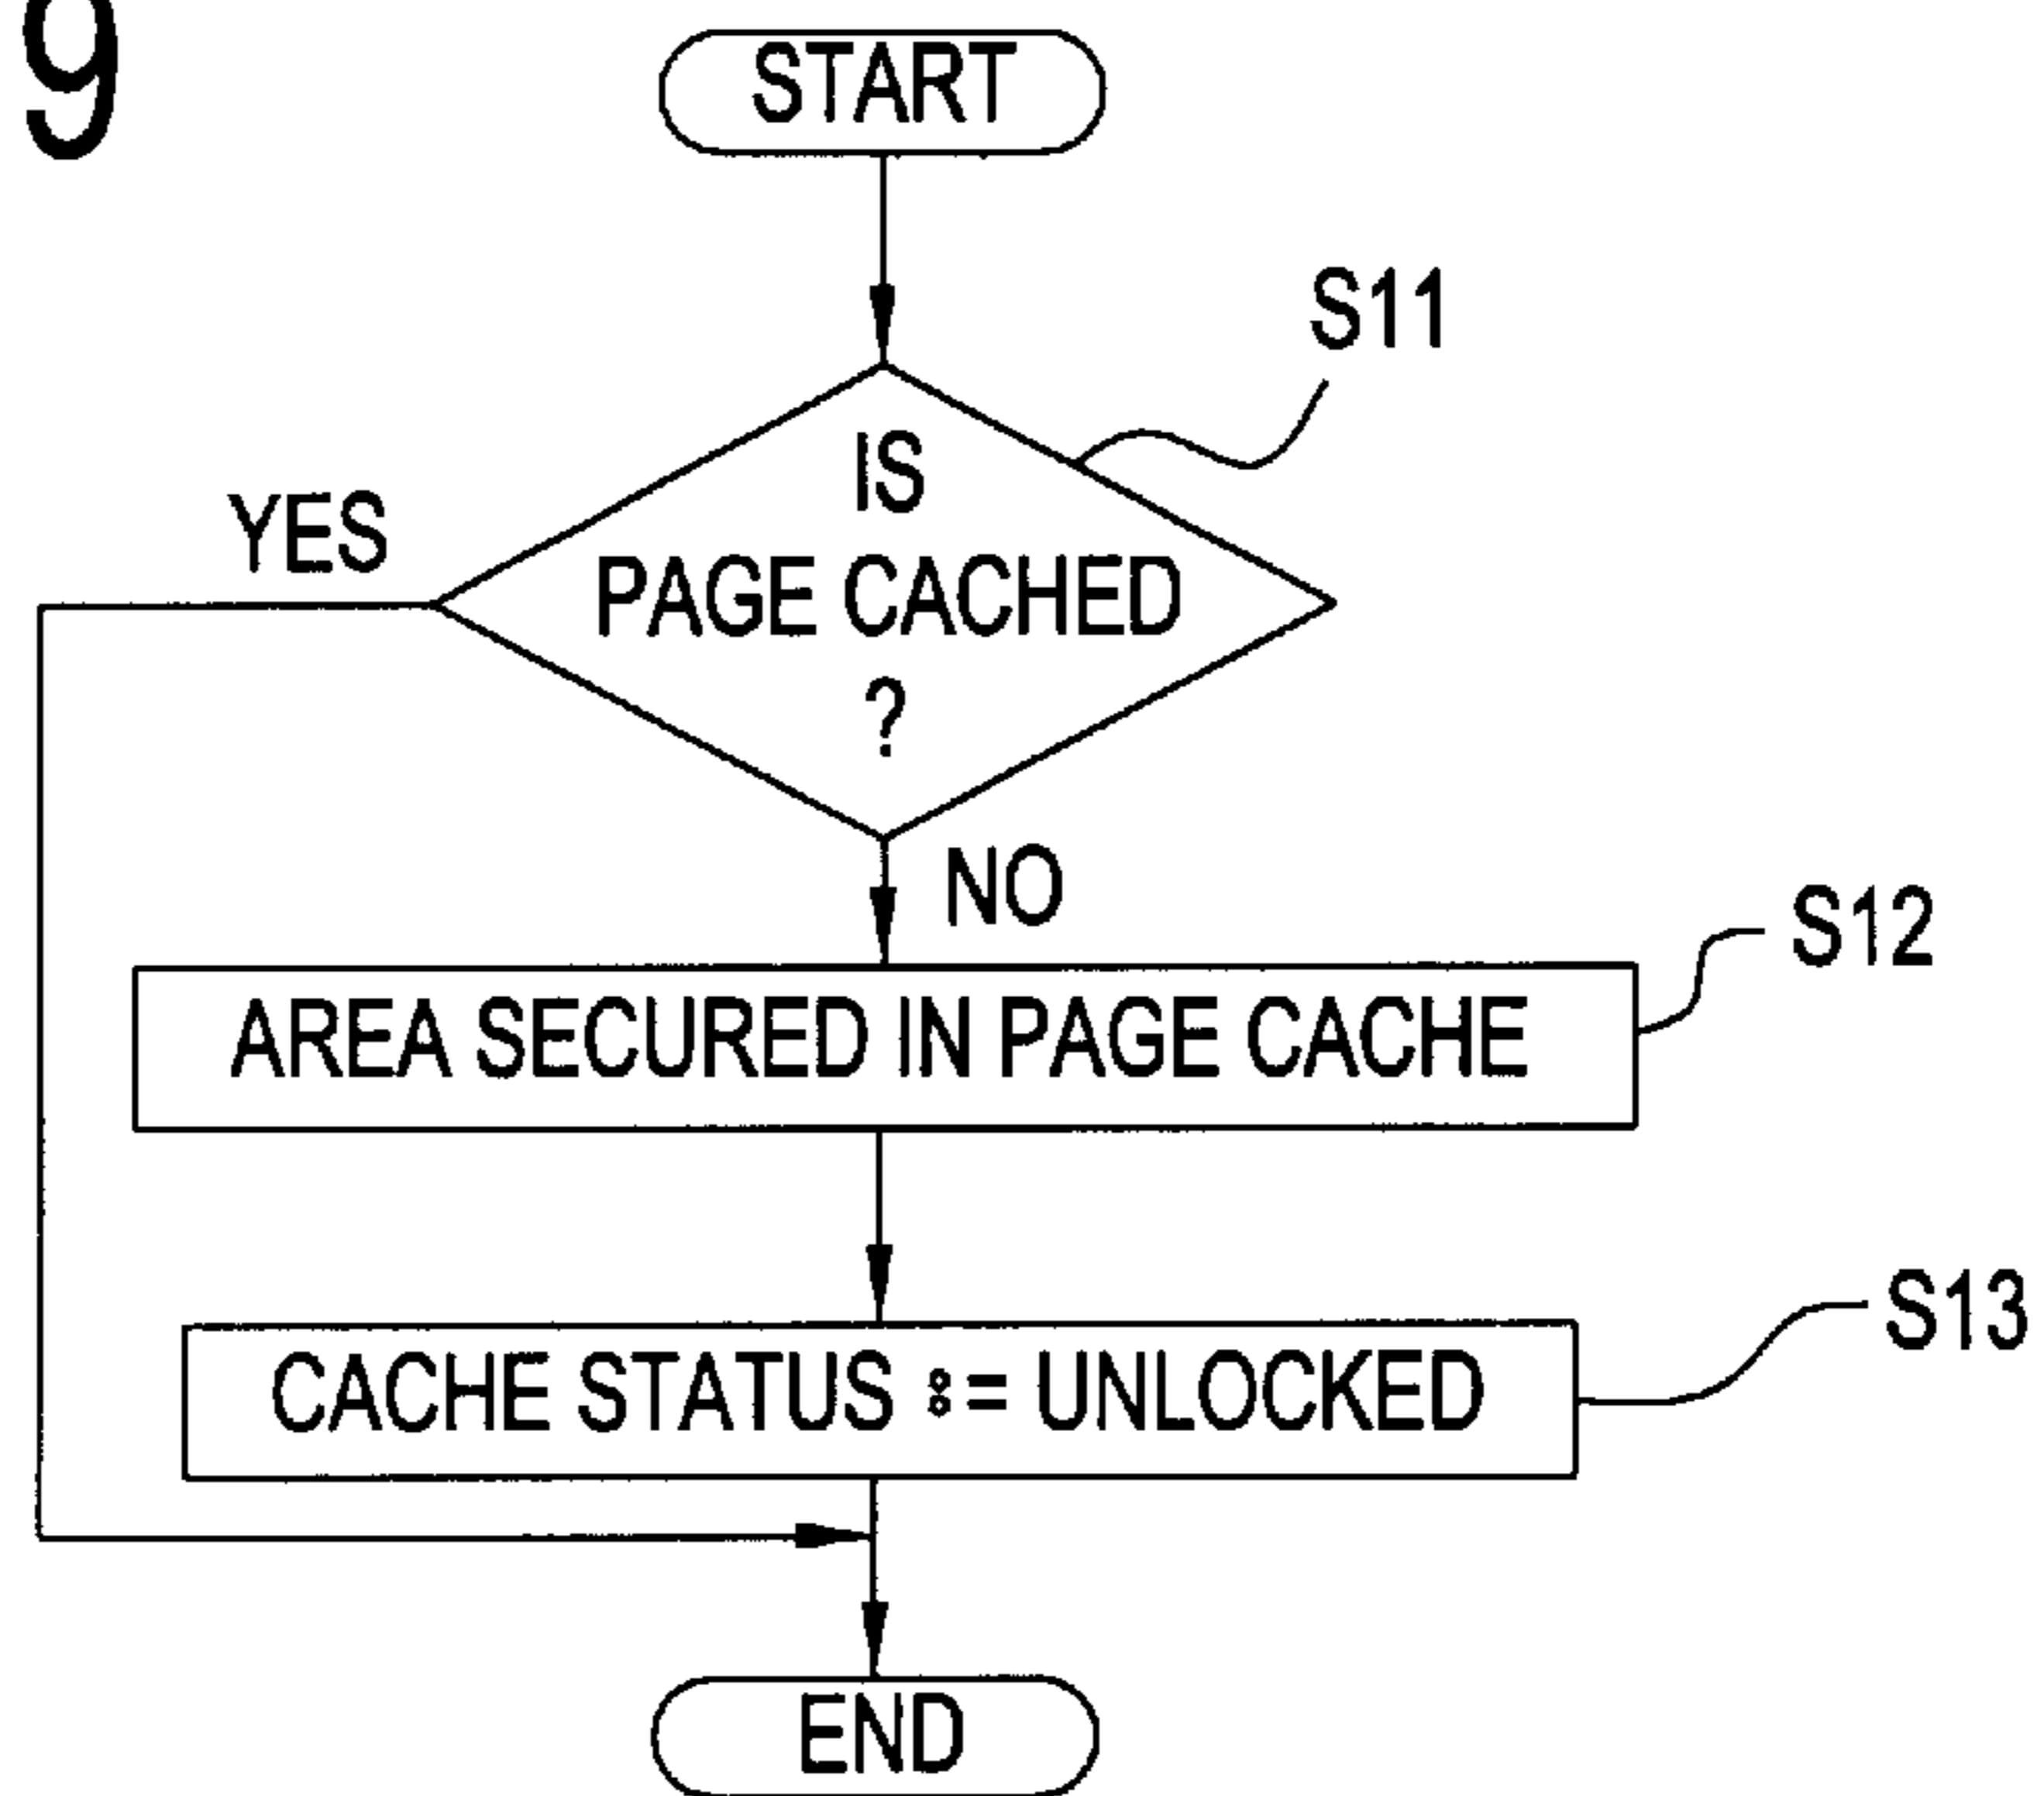 9
START
S11
IS
YES
PAGE CACHED
?
NO
S12
AREA SECURED IN PAGE CACHE
S13
CACHE STATUS := UNLOCKED
END